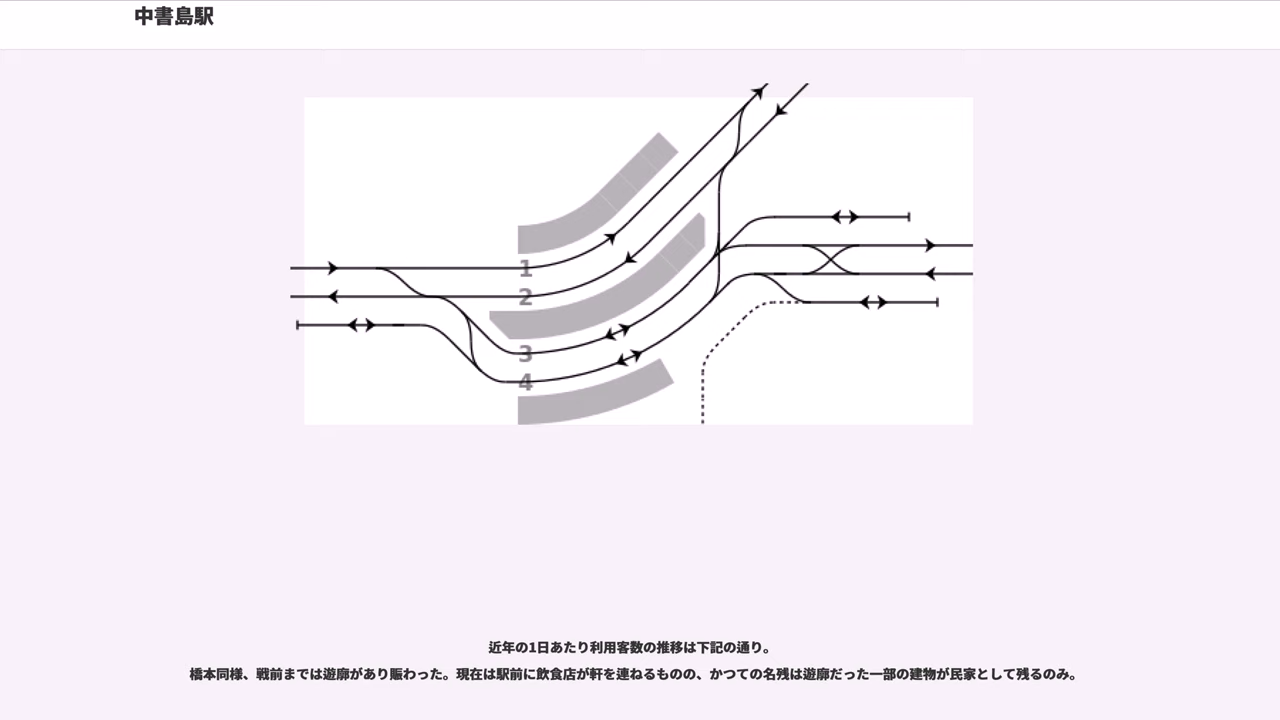 中書島駅
1
2
3
4
近年の1日あたり利用客数の推移は下記の通り。
橋本同様、戦前までは遊廓があり賑わった。現在は駅前に飲食店が軒を連ねるものの、かつての名残は遊廓だった一部の建物が民家として残るのみ。